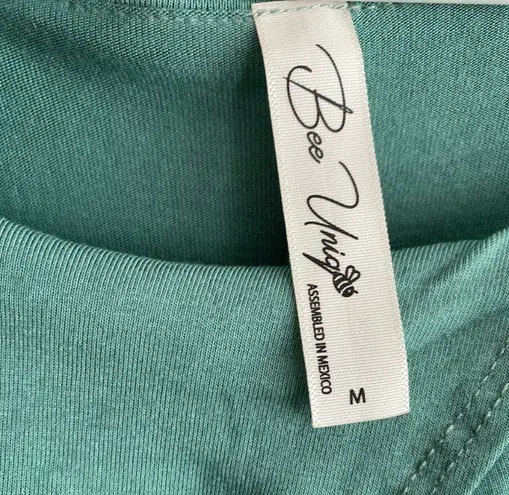 Bee Uniq
ASSEMBLED IN MEXICO
M